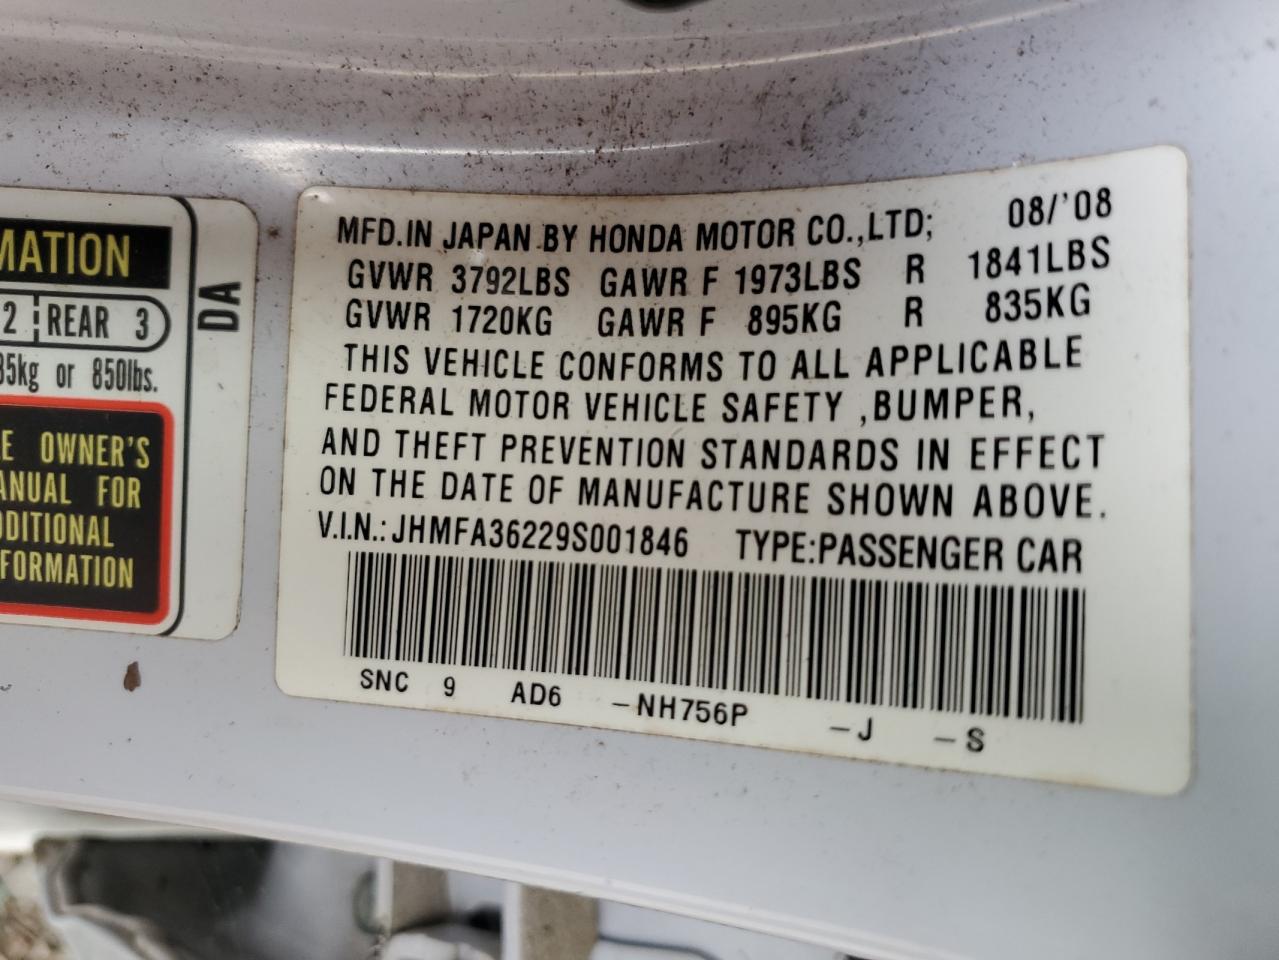 MATION
2 REAR 3
35kg or 850lbs.
E OWNER'S
ANUAL FOR
DDITIONAL
FORMATION
DA
MFD.IN JAPAN BY HONDA MOTOR CO.,LTD; 08/'08
GVWR 3792LBS GAWR F 1973LBS R 1841LBS
GVWR 1720KG GAWR F 895KG R 835KG
THIS VEHICLE CONFORMS TO ALL APPLICABLE
FEDERAL MOTOR VEHICLE SAFETY ,BUMPER,
AND THEFT PREVENTION STANDARDS IN EFFECT
ON THE DATE OF MANUFACTURE SHOWN ABOVE.
V.I.N.: JHMFA36229S001846 TYPE:PASSENGER CAR
SNC 9 AD6 -NH756P -J -S